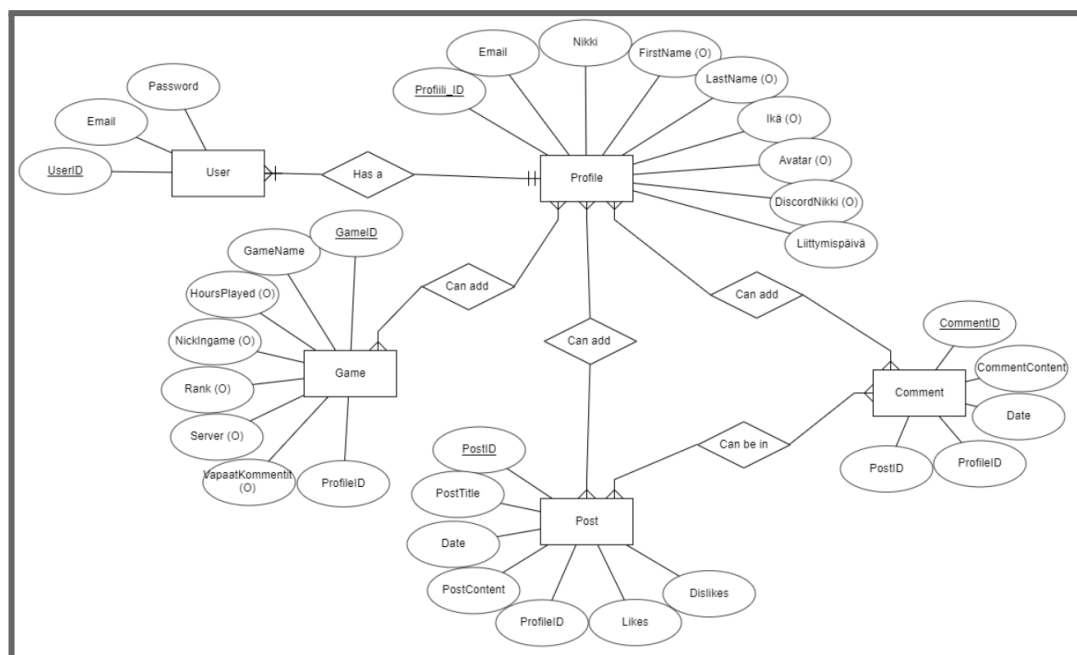 Nikki
Email
FirstName (O)
Password
Profiili_ID
LastName (O)
Email
Ikä (O)
UserID
User
Has a
Profile
Avatar (O)
DiscordNikki (O)
GameID
Liittymispäivä
GameName
HoursPlayed (O)
Can add
Can add
NickIngame (O)
Can add
CommentID
Rank (O)
Game
CommentContent
Comment
Date
Server (O)
PostID
Can be in
VapaatKommentit
(O)
ProfileID
PostID
ProfileID
PostTitle
Post
Date
PostContent
Dislikes
ProfileID
Likes